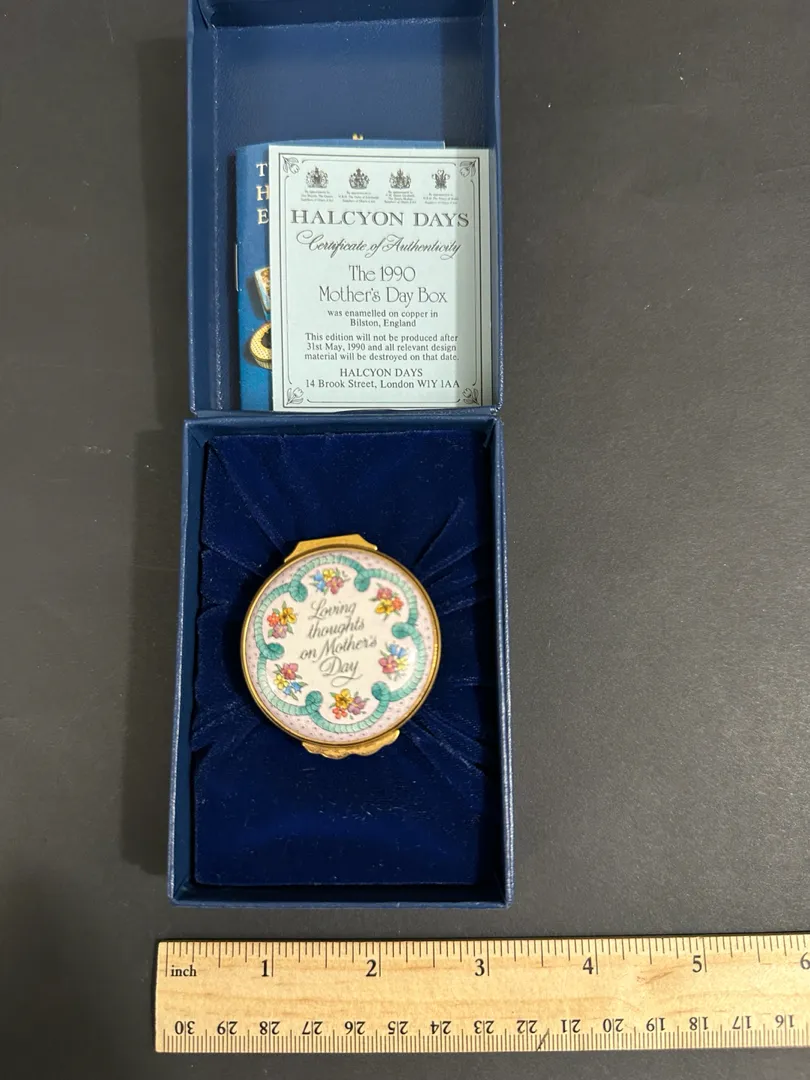 T
H
E
HALCYON DAYS
Certificate of Authenticity
The 1990
Mother's Day Box
was enamelled on copper in
Bilston, England
This edition will not be produced after
31st May, 1990 and all relevant design
material will be destroyed on that date.
HALCYON DAYS
14 Brook Street, London W1Y 1AA
Loving
thoughts
on Mother's
Day
inch 1 2 3 4 5 6
30 29 28 27 26 25 24 23 22 21 20 19 18 17 16